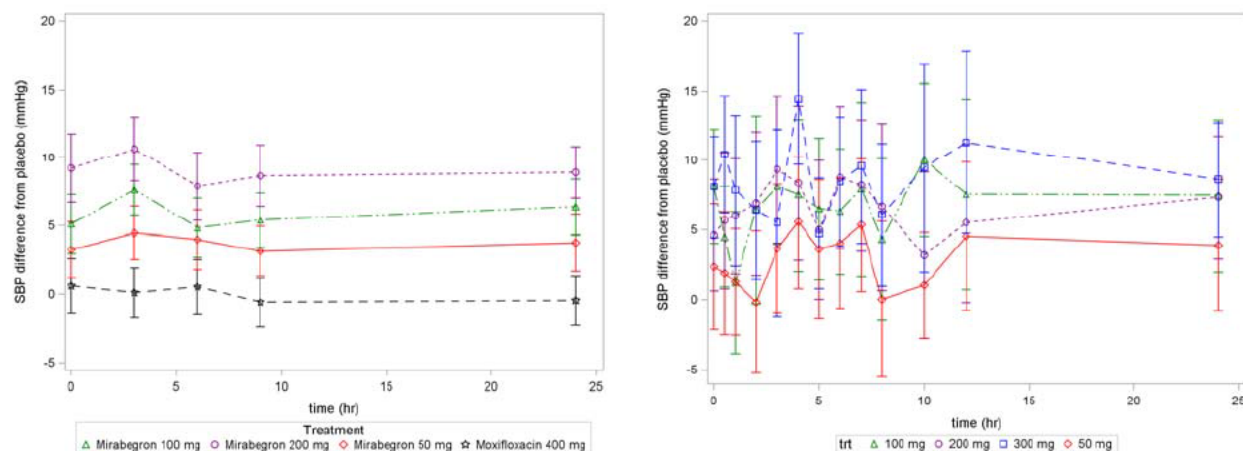 SBP difference from placebo (mmHg)
20
15
10
5
0
-5
0 5 10 15 20 25
time (hr)
Treatment
Mirabegron 100 mg Mirabegron 200 mg Mirabegron 50 mg Moxifloxacin 400 mg
SBP difference from placebo (mmHg)
20
15
10
5
0
-5
0 5 10 15 20 25
time (hr)
trt 100 mg 200 mg 300 mg 50 mg